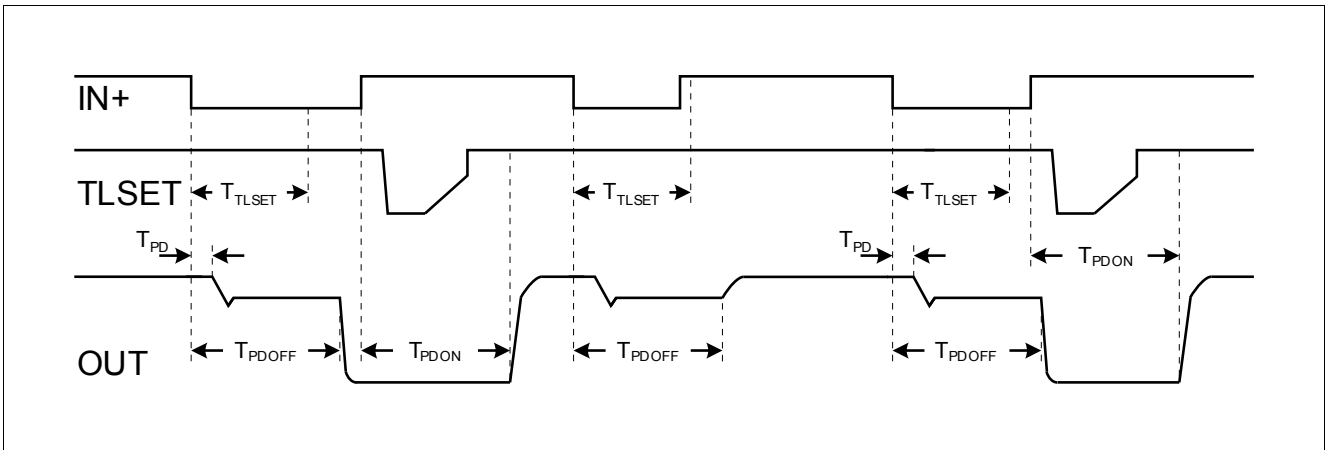 IN+
TLSET
T_TLSET
T_TLSET
T_TLSET
T_PD
T_PD
T_PDON
OUT
T_PDOFF
T_PDON
T_PDOFF
T_PDOFF